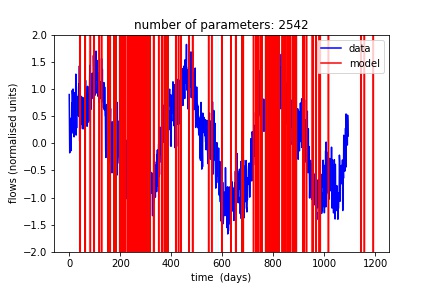 number of parameters: 2542
flows (normalised units)
2.0
1.5
1.0
0.5
0.0
−0.5
−1.0
−1.5
−2.0
data
model
0 200 400 600 800 1000 1200
time (days)